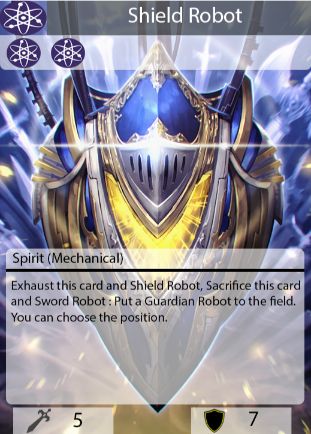 Shield Robot
Spirit (Mechanical)
Exhaust this card and Shield Robot, Sacrifice this card
and Sword Robot : Put a Guardian Robot to the field.
You can choose the position.
5
7